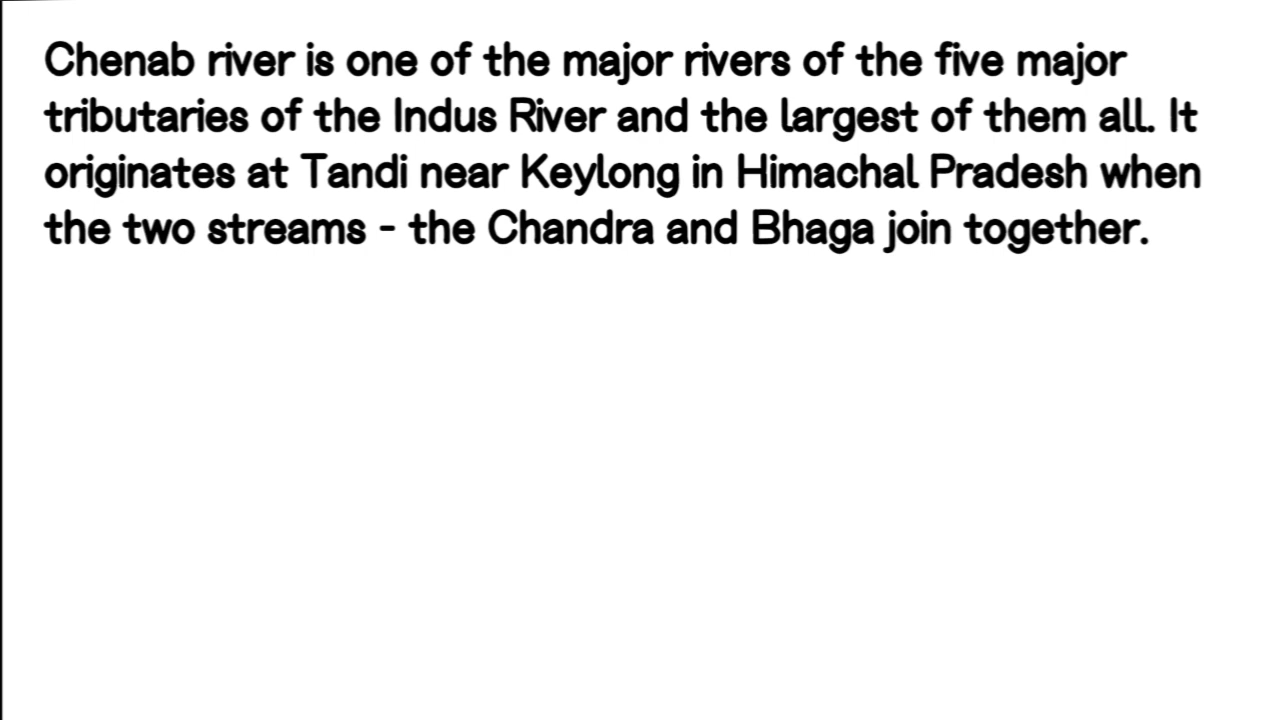 Chenab river is one of the major rivers of the five major
tributaries of the Indus River and the largest of them all. It
originates at Tandi near Keylong in Himachal Pradesh when
the two streams - the Chandra and Bhaga join together.